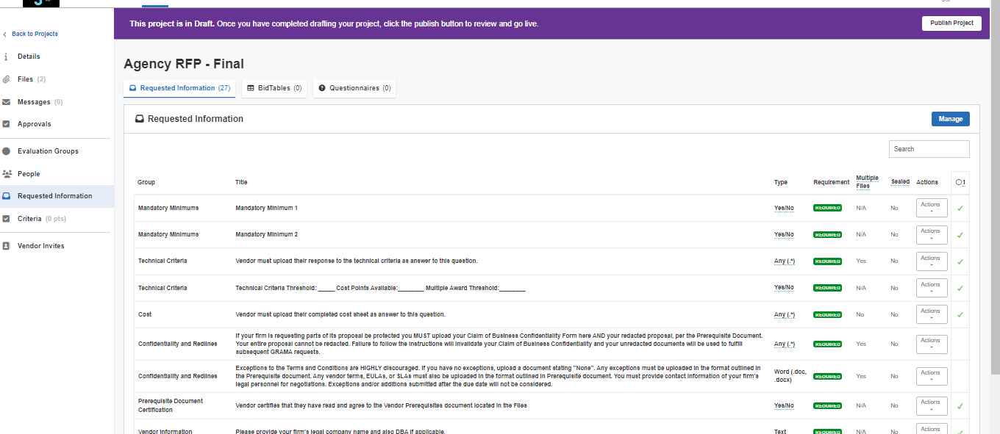 This project is in Draft. Once you have completed drafting your project, click the publish button to review and go live.
Publish Project
Back to Projects
Details
Files (2)
Messages (0)
Approvals
Evaluation Groups
People
Requested Information
Criteria (0 pts)
Vendor Invites
Agency RFP - Final
Requested Information (27)
BidTables (0)
Questionnaires (0)
Requested Information
Manage
Search
Group Title Type Requirement Multiple Files Sealed Actions 1
Mandatory Minimums Mandatory Minimum 1 Yes/No REQUIRED N/A No Actions
Mandatory Minimums Mandatory Minimum 2 Yes/No REQUIRED N/A No Actions
Technical Criteria Vendor must upload their response to the technical criteria as answer to this question. Any (.*) REQUIRED Yes No Actions
Technical Criteria Technical Criteria Threshold: _____ Cost Points Available:________ Multiple Award Threshold:________ Yes/No REQUIRED N/A No Actions
Cost Vendor must upload their completed cost sheet as answer to this question. Any (.*) REQUIRED No No Actions
If your firm is requesting parts of its proposal be protected you MUST upload your Claim of Business Confidentiality Form here AND your redacted proposal, per the Prerequisite Document.
Confidentiality and Redlines Your entire proposal cannot be redacted. Failure to follow the instructions will invalidate your Claim of Business Confidentiality and your unredacted documents will be used to fulfill Any (.*) REQUIRED Yes No Actions
subsequent GRAMA requests.
Exceptions to the Terms and Conditions are HIGHLY discouraged. If you have no exceptions, upload a document stating "None". Any exceptions must be uploaded in the format outlined in Word (.doc,
Confidentiality and Redlines the Prerequisite document. Any vendor terms, EULAs, or SLAs must also be uploaded in the format outlined in Prerequisite document. You must provide contact information of your firm's .docx) REQUIRED Yes No Actions
legal personnel for negotiations. Exceptions and/or additions submitted after the due date will not be considered.
Prerequisite Document
Certification Vendor certifies that they have read and agree to the Vendor Prerequisites document located in the Files Yes/No REQUIRED N/A No Actions
Vendor Information Please provide your firm's legal company name and also DBA if applicable. Text REQUIRED N/A No Actions